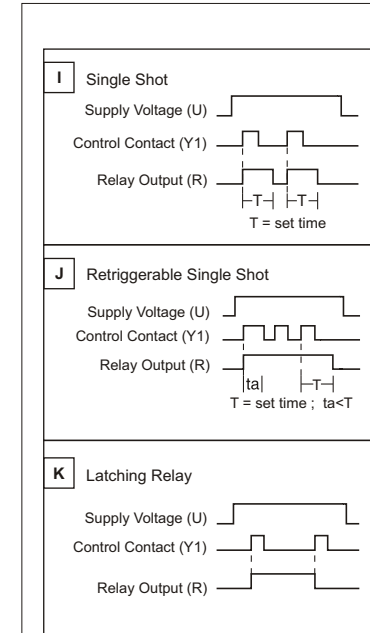 I Single Shot
Supply Voltage (U)
Control Contact (Y1)
Relay Output (R)
T T
T = set time
J Retriggerable Single Shot
Supply Voltage (U)
Control Contact (Y1)
Relay Output (R)
ta T
T = set time ; ta<T
K Latching Relay
Supply Voltage (U)
Control Contact (Y1)
Relay Output (R)